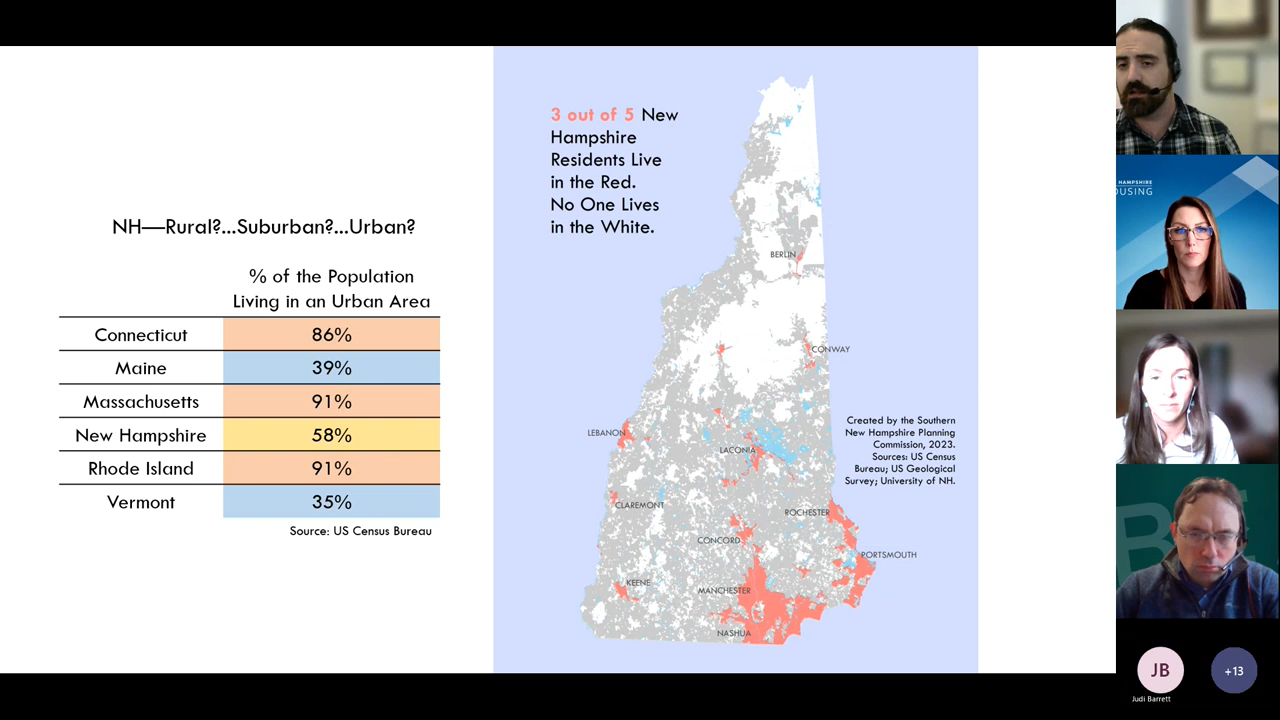 NH—Rural?...Suburban?...Urban?
% of the Population
Living in an Urban Area
Connecticut 86%
Maine 39%
Massachusetts 91%
New Hampshire 58%
Rhode Island 91%
Vermont 35%
Source: US Census Bureau
3 out of 5 New
Hampshire
Residents Live
in the Red.
No One Lives
in the White.
BERLIN
CONWAY
LEBANON
LACONIA
CLAREMONT
ROCHESTER
CONCORD
PORTSMOUTH
KEENE
MANCHESTER
NASHUA
Created by the Southern
New Hampshire Planning
Commission, 2023.
Sources: US Census
Bureau; US Geological
Survey; University of NH.
HAMPSHIRE
OUSING
JB
Judi Barrett
+13